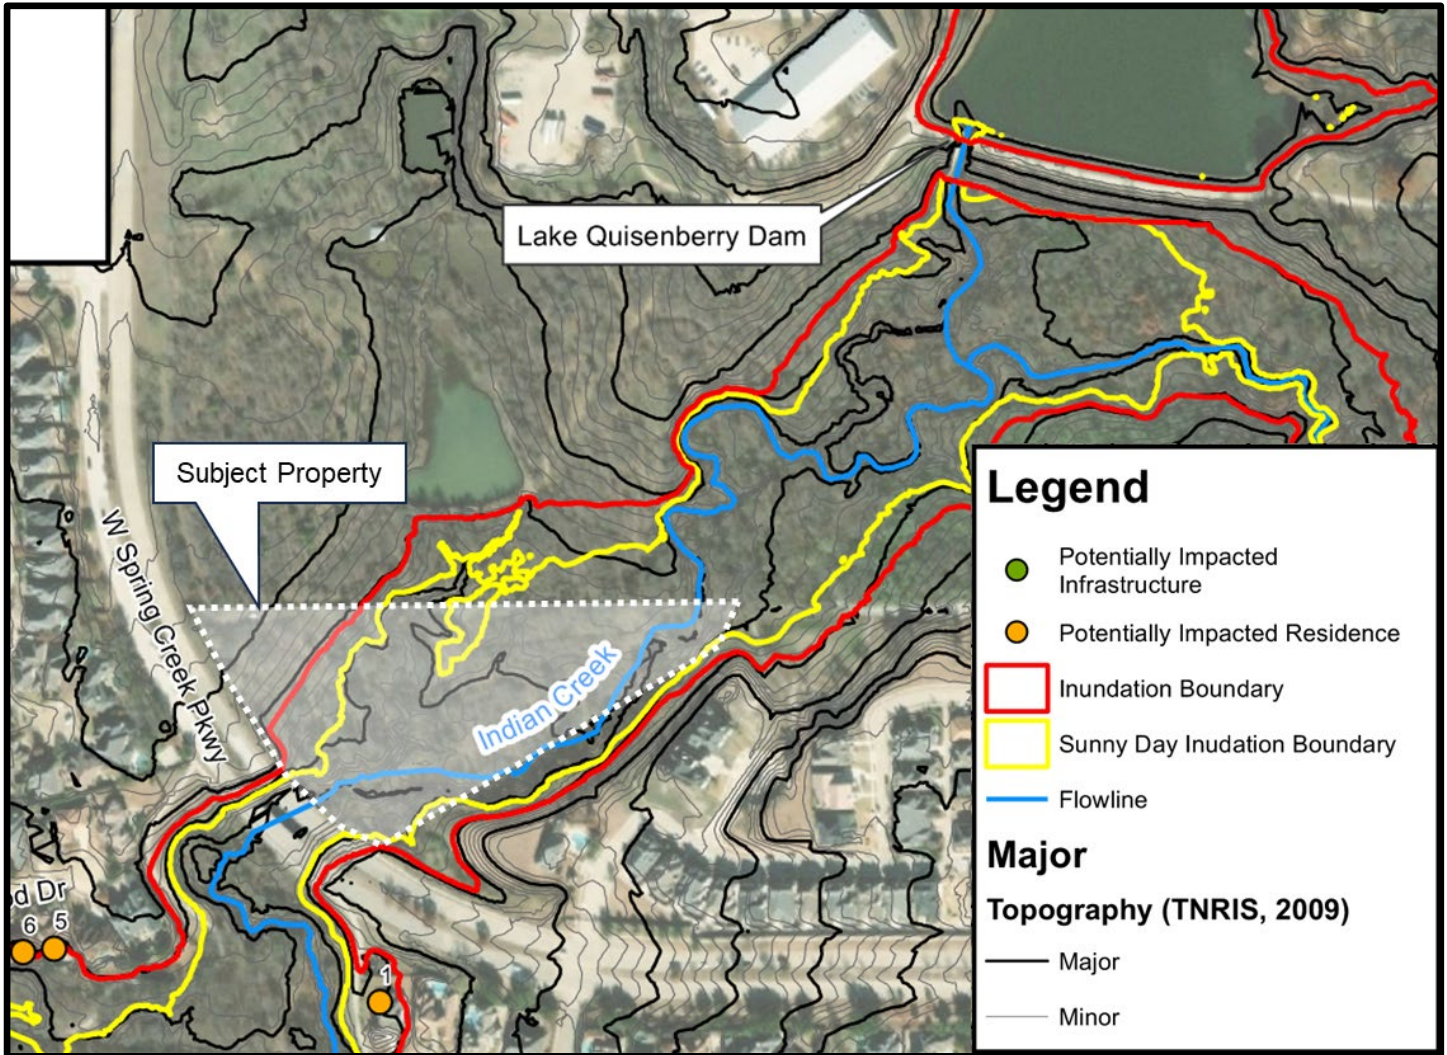 Lake Quisenberry Dam
Subject Property
W Spring Creek Pkwy
Indian Creek
od Dr
6
5
1
Legend
Potentially Impacted
Infrastructure
Potentially Impacted Residence
Inundation Boundary
Sunny Day Inudation Boundary
Flowline
Major
Topography (TNRIS, 2009)
Major
Minor